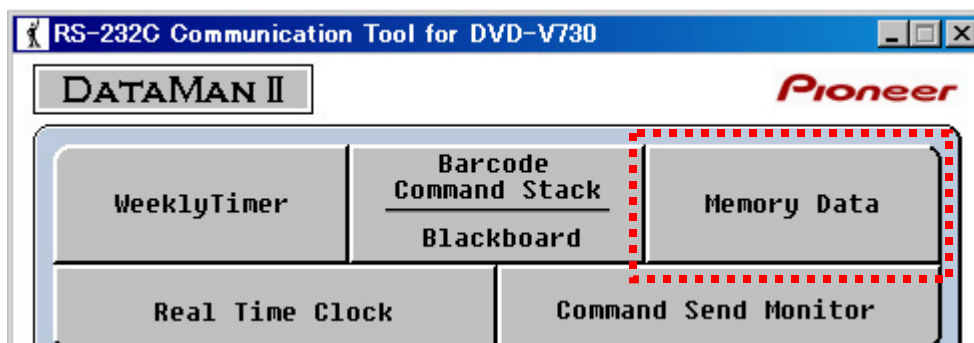 RS-232C Communication Tool for DVD-V730
DATAMAN II
Pioneer
WeeklyTimer
Barcode
Command Stack
Blackboard
Memory Data
Real Time Clock
Command Send Monitor